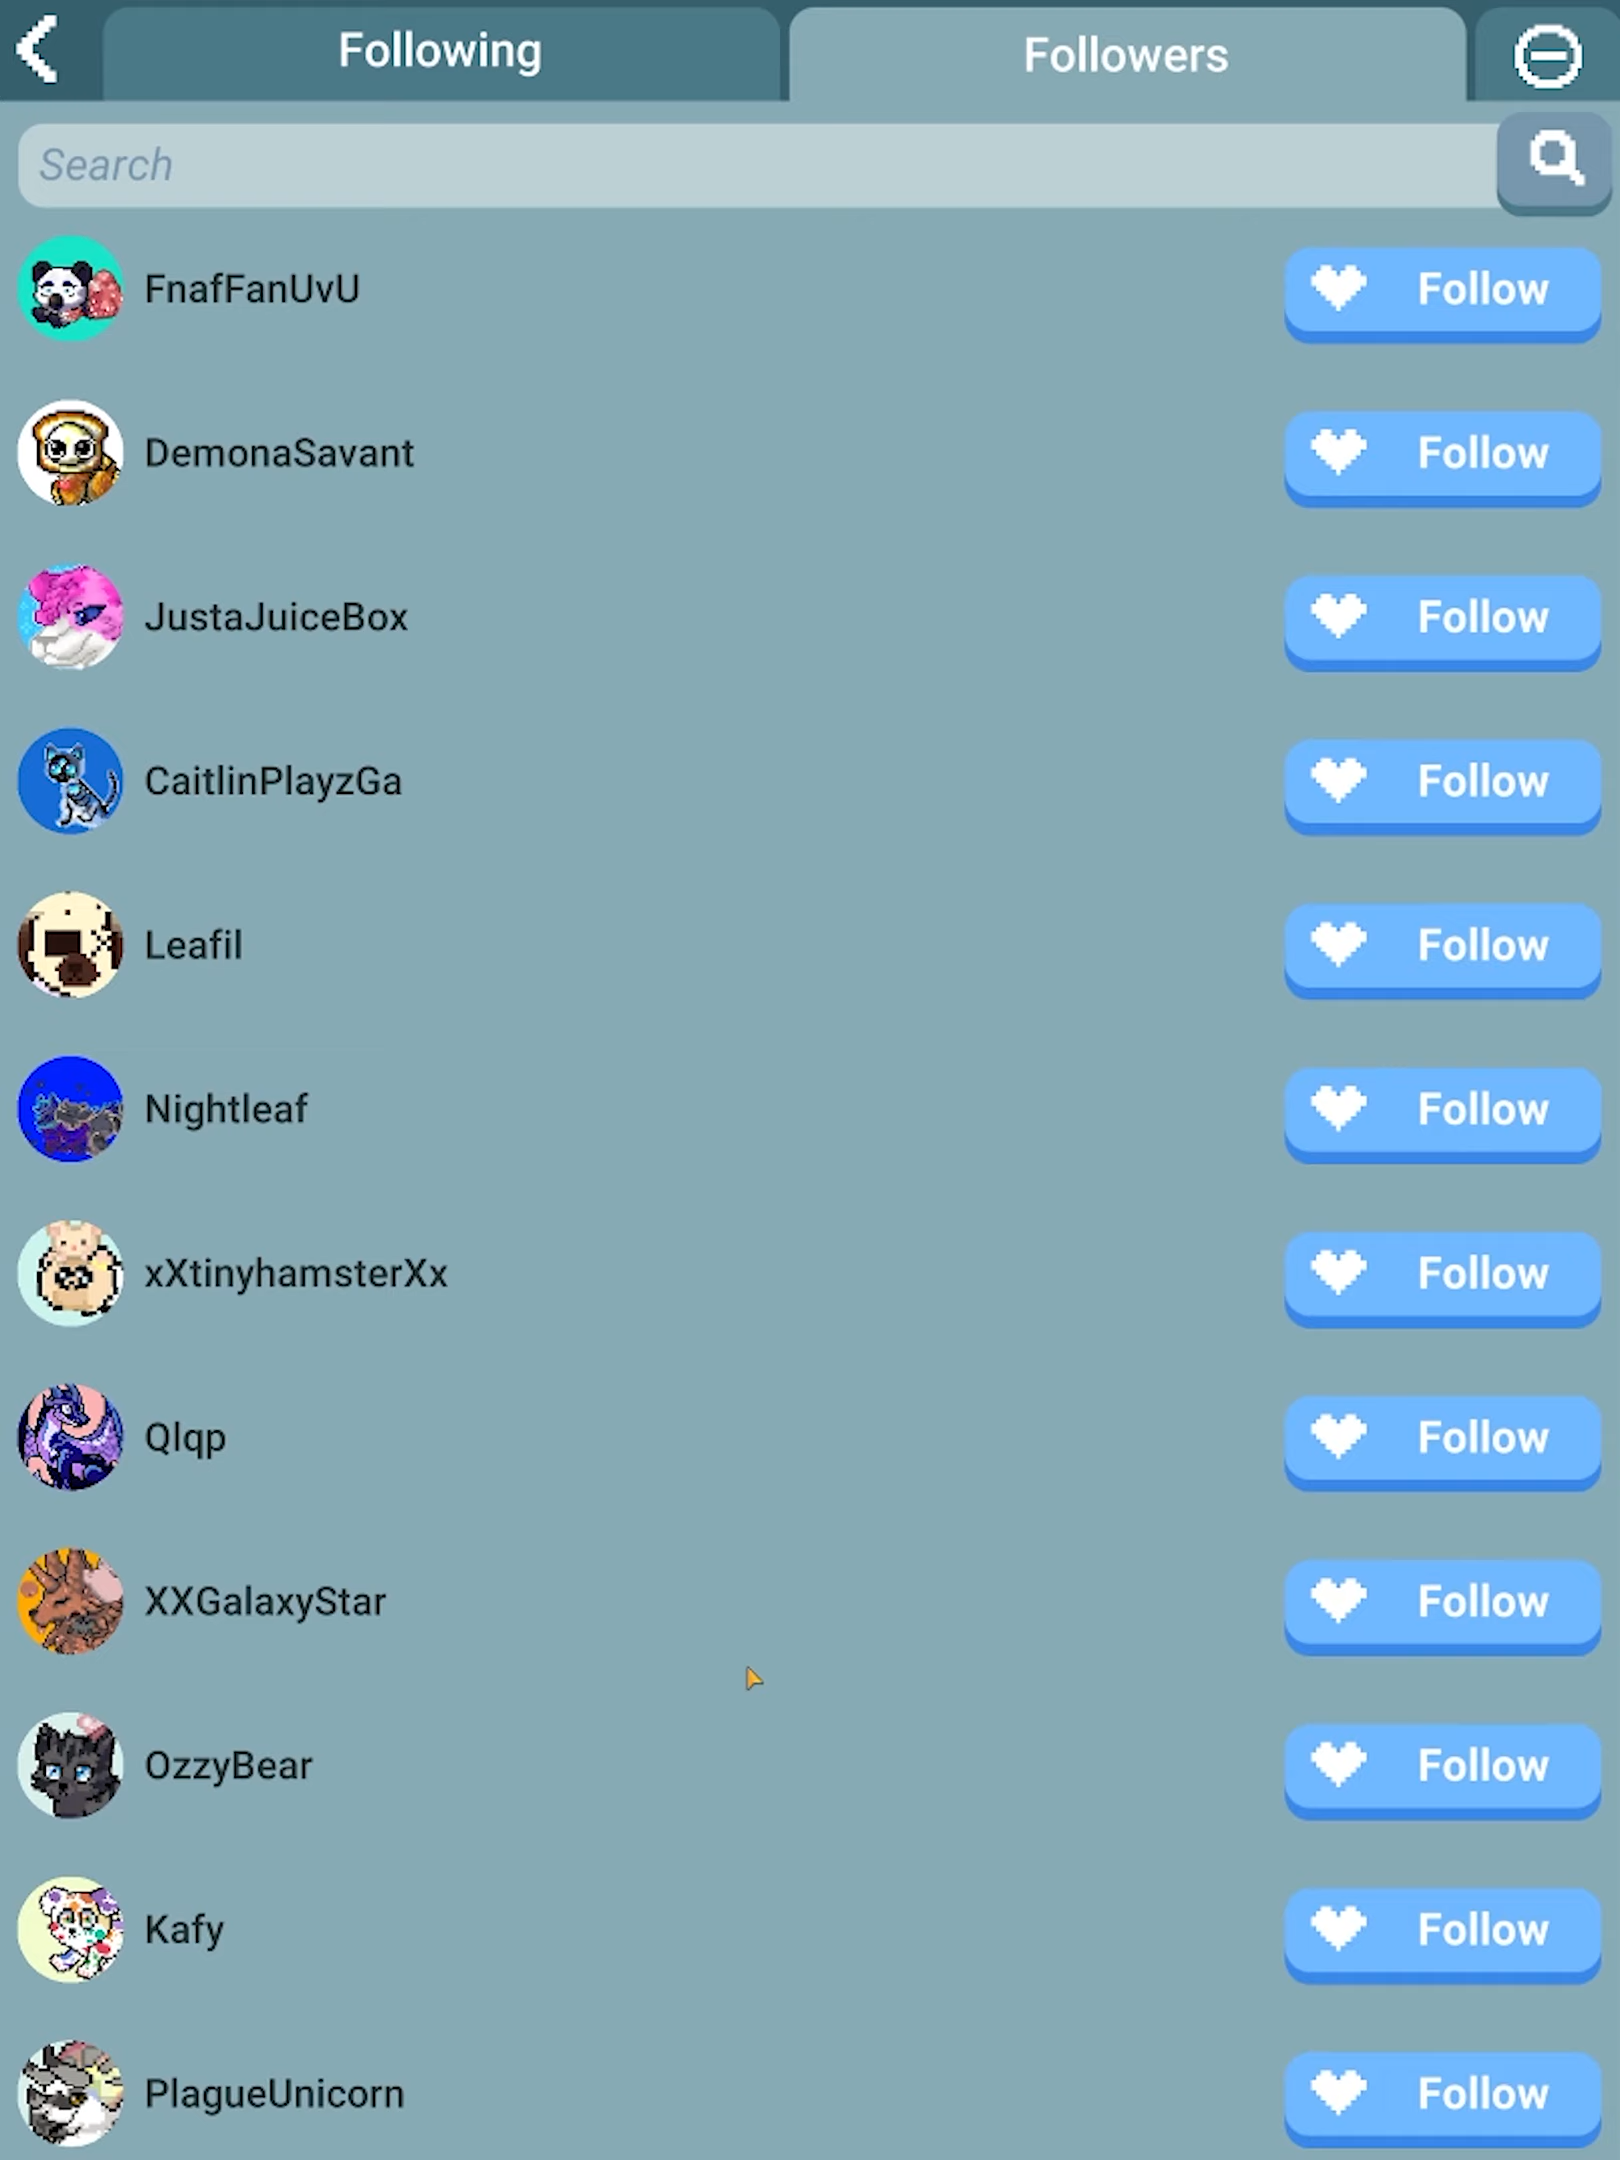 Following
Followers
Search
FnafFanUvU
Follow
DemonaSavant
Follow
JustaJuiceBox
Follow
CaitlinPlayzGa
Follow
Leafil
Follow
Nightleaf
Follow
xXtinyhamsterXx
Follow
Qlqp
Follow
XXGalaxyStar
Follow
OzzyBear
Follow
Kafy
Follow
PlagueUnicorn
Follow